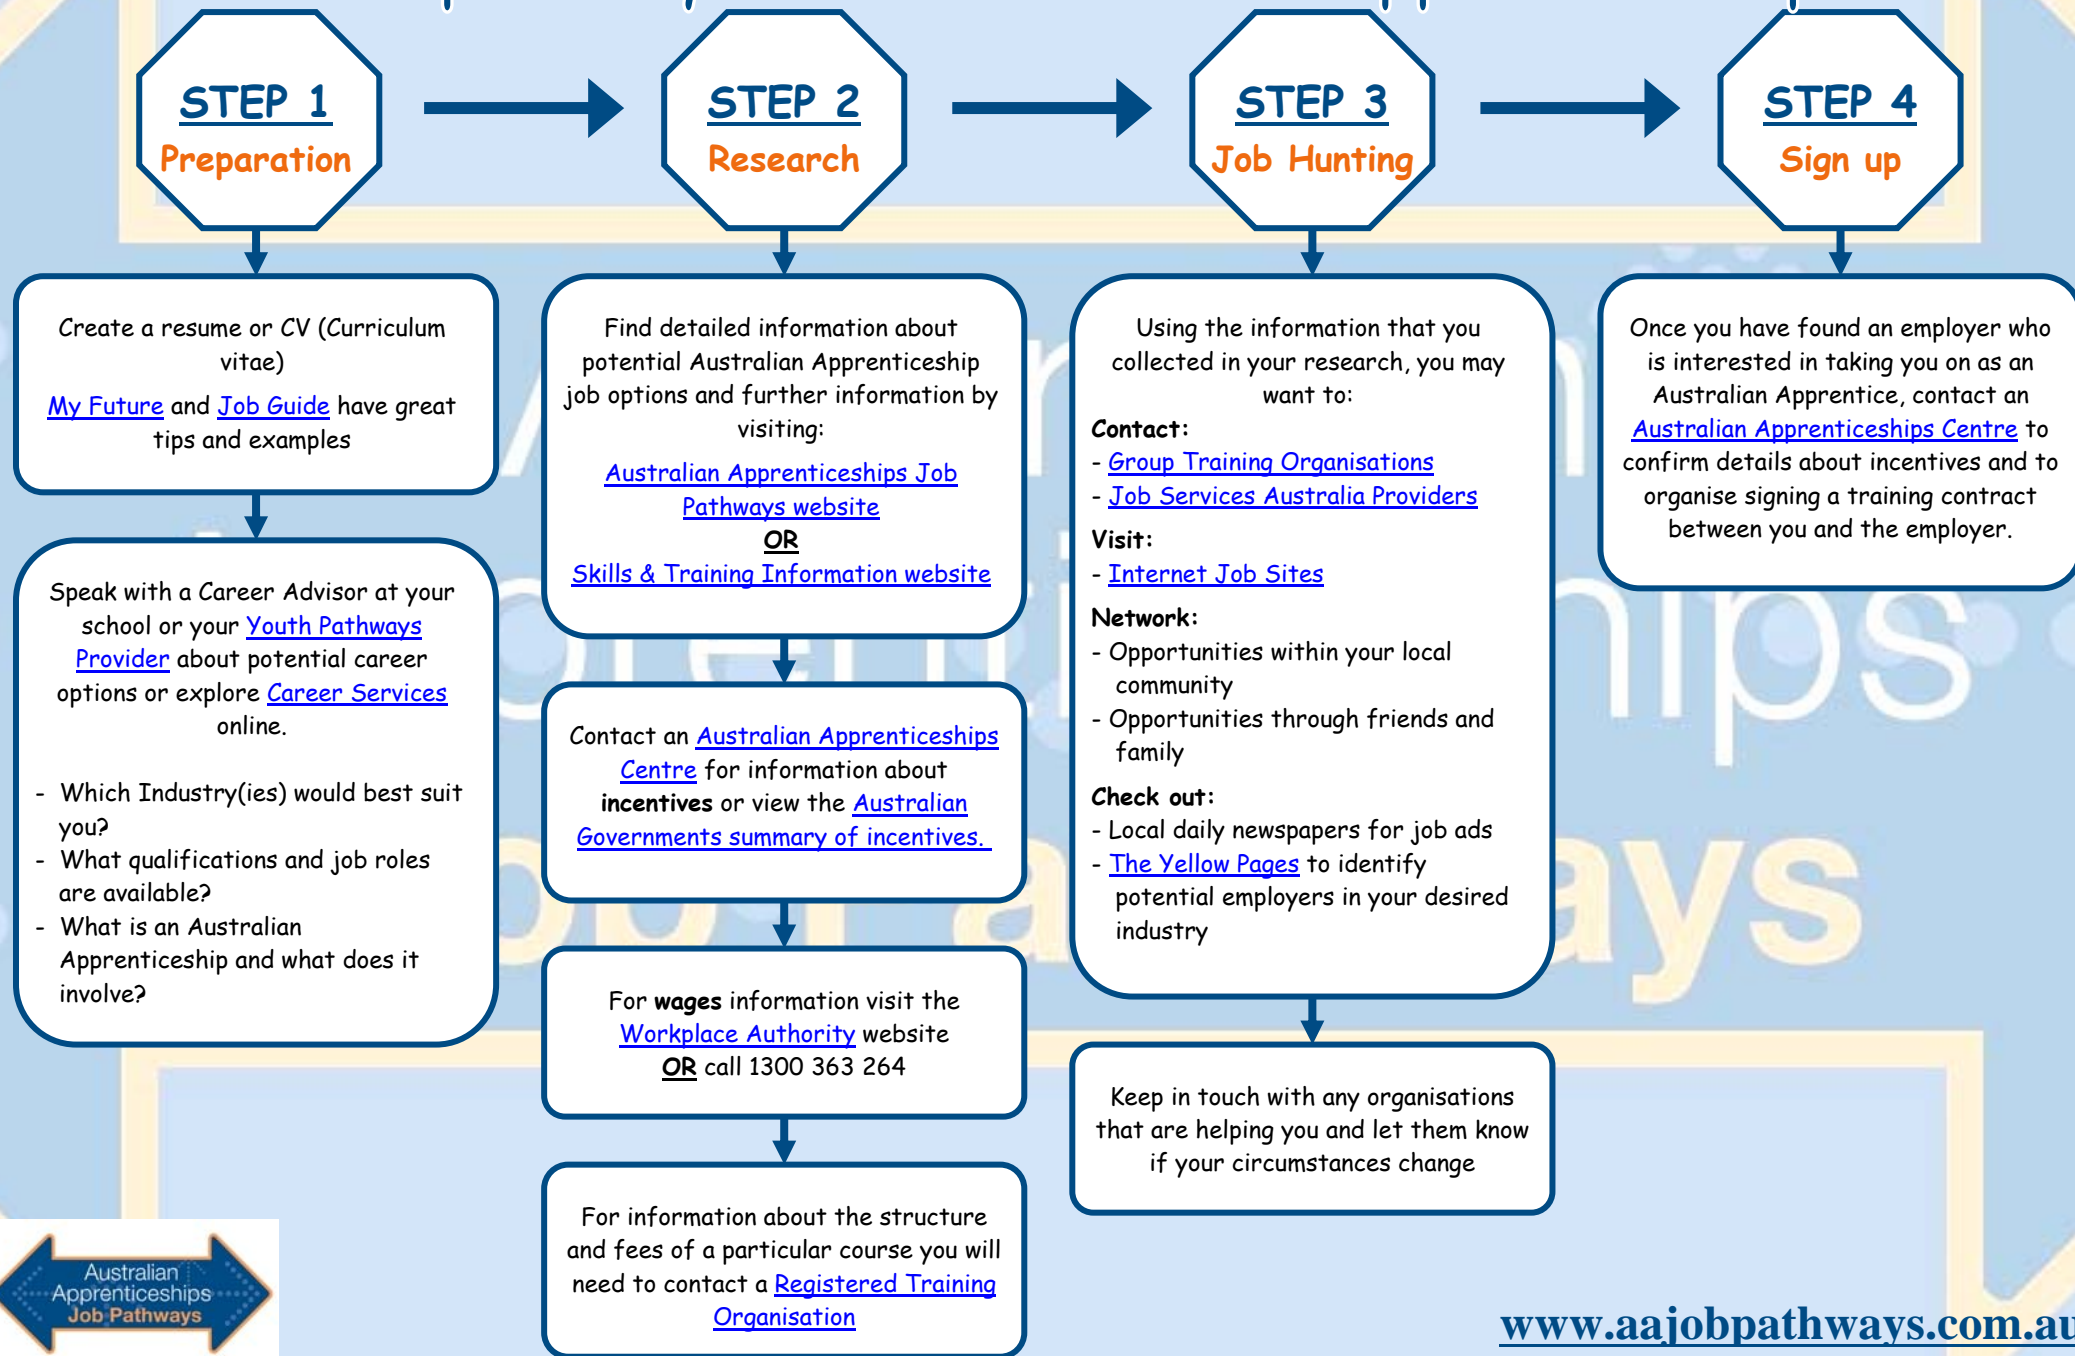 STEP 1
Preparation
STEP 2
Research
STEP 3
Job Hunting
STEP 4
Sign up
Create a resume or CV (Curriculum
vitae)
My Future and Job Guide have great
tips and examples
Speak with a Career Advisor at your
school or your Youth Pathways
Provider about potential career
options or explore Career Services
online.
- Which Industry(ies) would best suit
you?
- What qualifications and job roles
are available?
- What is an Australian
Apprenticeship and what does it
involve?
Find detailed information about
potential Australian Apprenticeship
job options and further information by
visiting:
Australian Apprenticeships Job
Pathways website
OR
Skills & Training Information website
Contact an Australian Apprenticeships
Centre for information about
incentives or view the Australian
Governments summary of incentives.
For wages information visit the
Workplace Authority website
OR call 1300 363 264
For information about the structure
and fees of a particular course you will
need to contact a Registered Training
Organisation
Using the information that you
collected in your research, you may
want to:
Contact:
- Group Training Organisations
- Job Services Australia Providers
Visit:
- Internet Job Sites
Network:
- Opportunities within your local
community
- Opportunities through friends and
family
Check out:
- Local daily newspapers for job ads
- The Yellow Pages to identify
potential employers in your desired
industry
Keep in touch with any organisations
that are helping you and let them know
if your circumstances change
Once you have found an employer who
is interested in taking you on as an
Australian Apprentice, contact an
Australian Apprenticeships Centre to
confirm details about incentives and to
organise signing a training contract
between you and the employer.
Australian
Apprenticeships
Job Pathways
www.aajobpathways.com.au